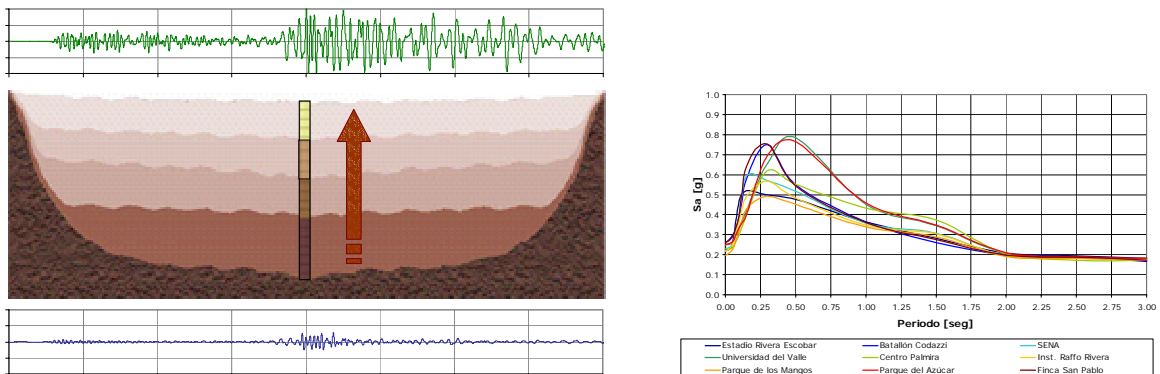 1.0
0.9
0.8
0.7
0.6
0.5
0.4
0.3
0.2
0.1
0.0
Sa [g]
0.00 0.25 0.50 0.75 1.00 1.25 1.50 1.75 2.00 2.25 2.50 2.75 3.00
Periodo [seg]
Estadio Rivera Escobar Batallón Codazzi SENA
Universidad del Valle Centro Palmira Inst. Raffo Rivera
Parque de los Mangos Parque del Azúcar Finca San Pablo